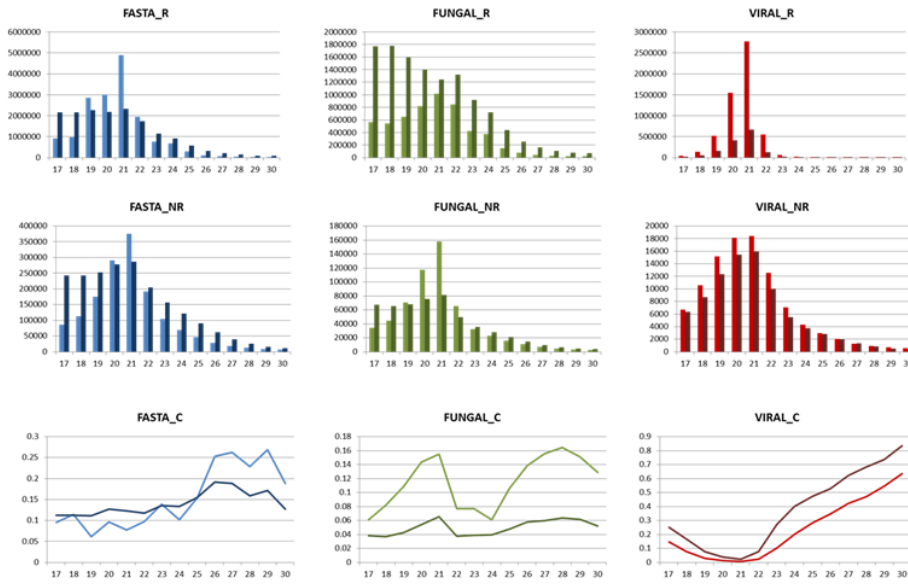 FASTA_R FUNGAL_R VIRAL_R
6000000 2000000 3000000
5000000 1800000 2500000
4000000 1600000 2000000
3000000 1400000 1500000
2000000 1200000 1000000
1000000 1000000 500000
0 800000 0
600000
400000
200000
0
17 18 19 20 21 22 23 24 25 26 27 28 29 30 17 18 19 20 21 22 23 24 25 26 27 28 29 30 17 18 19 20 21 22 23 24 25 26 27 28 29 30
FASTA_NR FUNGAL_NR VIRAL_NR
400000 180000 20000
350000 160000 18000
300000 140000 16000
250000 120000 14000
200000 100000 12000
150000 80000 10000
100000 60000 8000
50000 40000 6000
0 20000 4000
0 2000
0
17 18 19 20 21 22 23 24 25 26 27 28 29 30 17 18 19 20 21 22 23 24 25 26 27 28 29 30 17 18 19 20 21 22 23 24 25 26 27 28 29
FASTA_C FUNGAL_C VIRAL_C
0.3 0.18 0.9
0.25 0.16 0.8
0.2 0.14 0.7
0.15 0.12 0.6
0.1 0.1 0.5
0.05 0.08 0.4
0 0.06 0.3
0.04 0.2
0.02 0.1
0 0
17 18 19 20 21 22 23 24 25 26 27 28 29 30 17 18 19 20 21 22 23 24 25 26 27 28 29 30 17 18 19 20 21 22 23 24 25 26 27 28 29 30